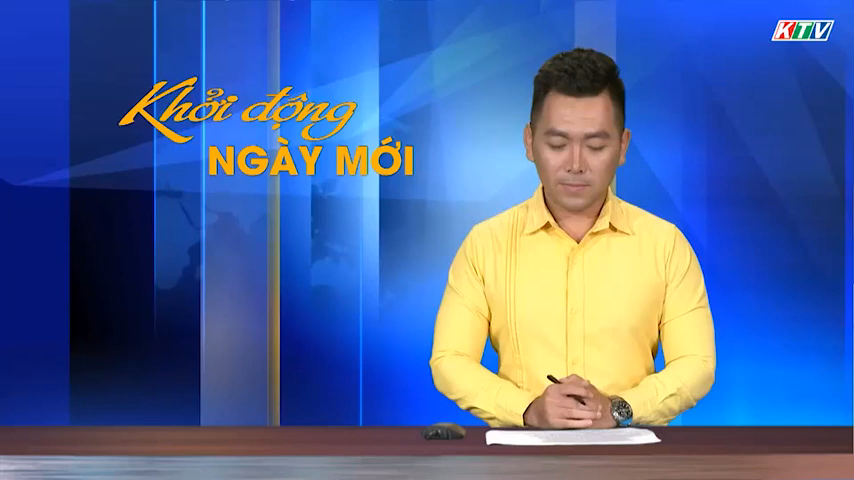 KTV
Khởi động
NGÀY MỚI